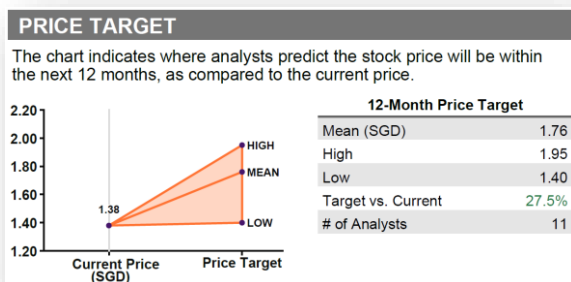 PRICE TARGET
The chart indicates where analysts predict the stock price will be within
the next 12 months, as compared to the current price.
2.20
2.00
1.80
1.60
1.40
1.20
1.38
HIGH
MEAN
LOW
Current Price
(SGD)
Price Target
12-Month Price Target
Mean (SGD) 1.76
High 1.95
Low 1.40
Target vs. Current 27.5%
# of Analysts 11